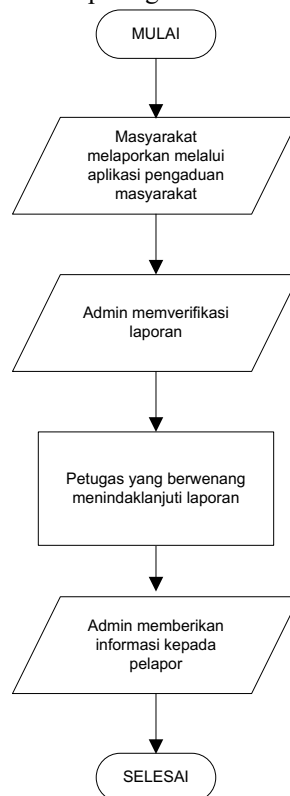 MULAI
Masyarakat
melaporkan melalui
aplikasi pengaduan
masyarakat
Admin memverifikasi
laporan
Petugas yang berwenang
menindaklanjuti laporan
Admin memberikan
informasi kepada
pelapor
SELESAI